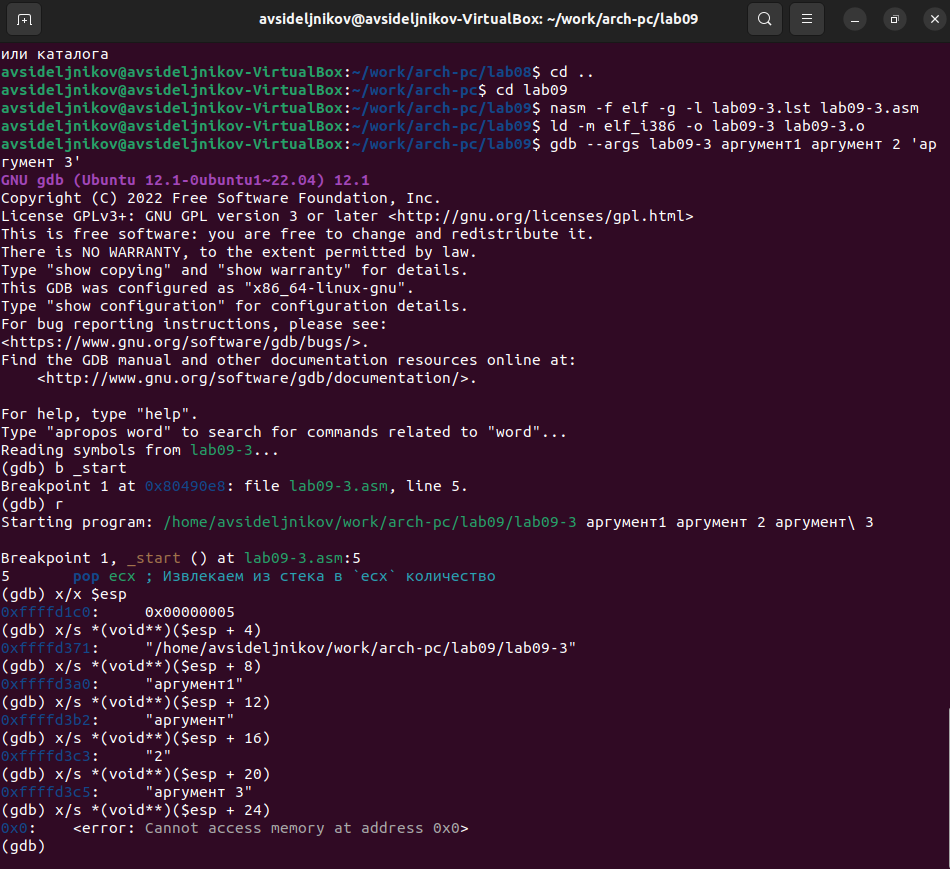 avsideljnikov@avsideljnikov-VirtualBox: ~/work/arch-pc/lab09
или каталога
avsideljnikov@avsideljnikov-VirtualBox:~/work/arch-pc/lab08$ cd ..
avsideljnikov@avsideljnikov-VirtualBox:~/work/arch-pc$ cd lab09
avsideljnikov@avsideljnikov-VirtualBox:~/work/arch-pc/lab09$ nasm -f elf -g -l lab09-3.lst lab09-3.asm
avsideljnikov@avsideljnikov-VirtualBox:~/work/arch-pc/lab09$ ld -m elf_i386 -o lab09-3 lab09-3.o
avsideljnikov@avsideljnikov-VirtualBox:~/work/arch-pc/lab09$ gdb --args lab09-3 аргумент1 аргумент 2 'ар
гумент 3'
GNU gdb (Ubuntu 12.1-0ubuntu1~22.04) 12.1
Copyright (C) 2022 Free Software Foundation, Inc.
License GPLv3+: GNU GPL version 3 or later <http://gnu.org/licenses/gpl.html>
This is free software: you are free to change and redistribute it.
There is NO WARRANTY, to the extent permitted by law.
Type "show copying" and "show warranty" for details.
This GDB was configured as "x86_64-linux-gnu".
Type "show configuration" for configuration details.
For bug reporting instructions, please see:
<https://www.gnu.org/software/gdb/bugs/>.
Find the GDB manual and other documentation resources online at:
    <http://www.gnu.org/software/gdb/documentation/>.
For help, type "help".
Type "apropos word" to search for commands related to "word"...
Reading symbols from lab09-3...
(gdb) b _start
Breakpoint 1 at 0x80490e8: file lab09-3.asm, line 5.
(gdb) r
Starting program: /home/avsideljnikov/work/arch-pc/lab09/lab09-3 аргумент1 аргумент 2 аргумент\ 3
Breakpoint 1, _start () at lab09-3.asm:5
5       pop ecx ; Извлекаем из стека в `ecx` количество
(gdb) x/x $esp
0xffffd1c0:     0x00000005
(gdb) x/s *(void**)($esp + 4)
0xffffd371:     "/home/avsideljnikov/work/arch-pc/lab09/lab09-3"
(gdb) x/s *(void**)($esp + 8)
0xffffd3a0:     "аргумент1"
(gdb) x/s *(void**)($esp + 12)
0xffffd3b2:     "аргумент"
(gdb) x/s *(void**)($esp + 16)
0xffffd3c3:     "2"
(gdb) x/s *(void**)($esp + 20)
0xffffd3c5:     "аргумент 3"
(gdb) x/s *(void**)($esp + 24)
0x0:    <error: Cannot access memory at address 0x0>
(gdb)